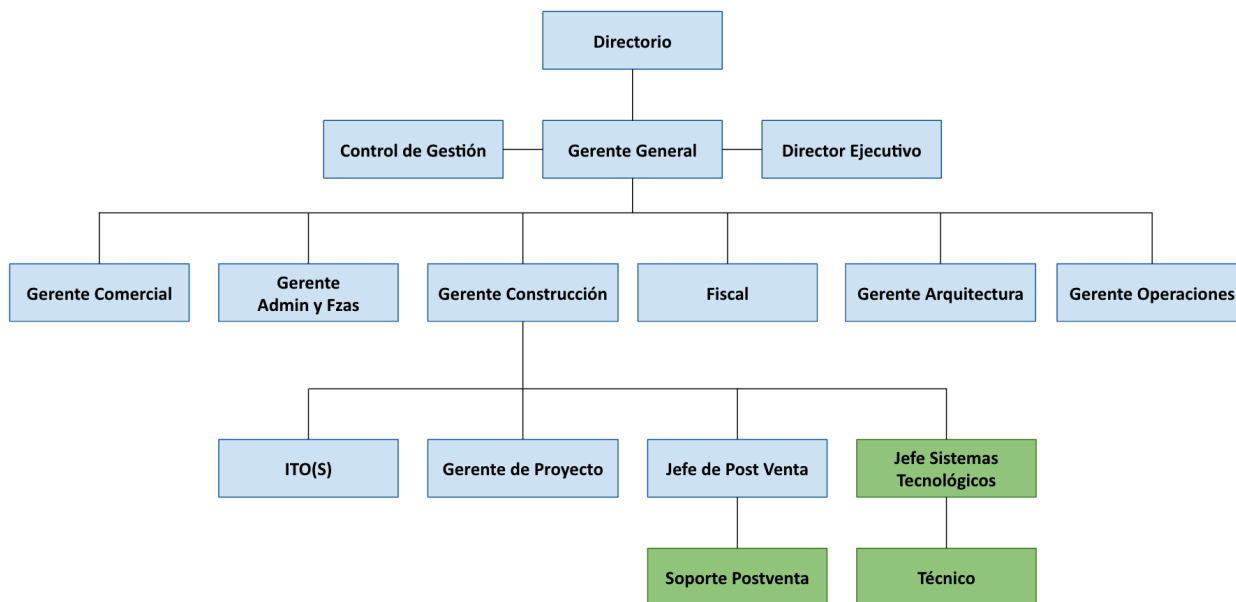 Directorio
Control de Gestión
Gerente General
Director Ejecutivo
Gerente Comercial
Gerente
Admin y Fzas
Gerente Construcción
Fiscal
Gerente Arquitectura
Gerente Operaciones
ITO(S)
Gerente de Proyecto
Jefe de Post Venta
Jefe Sistemas
Tecnológicos
Soporte Postventa
Técnico